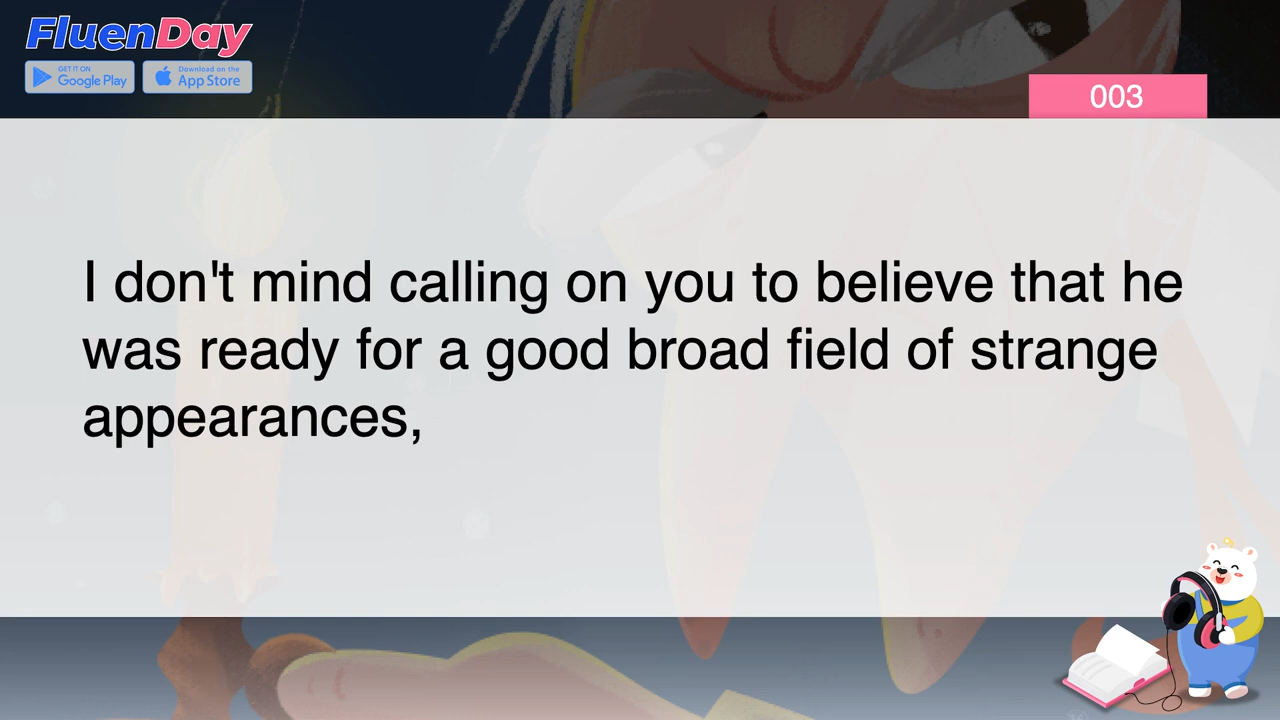 FluenDay
GET IT ON
Google Play
Download on the
App Store
003
I don't mind calling on you to believe that he
was ready for a good broad field of strange
appearances,